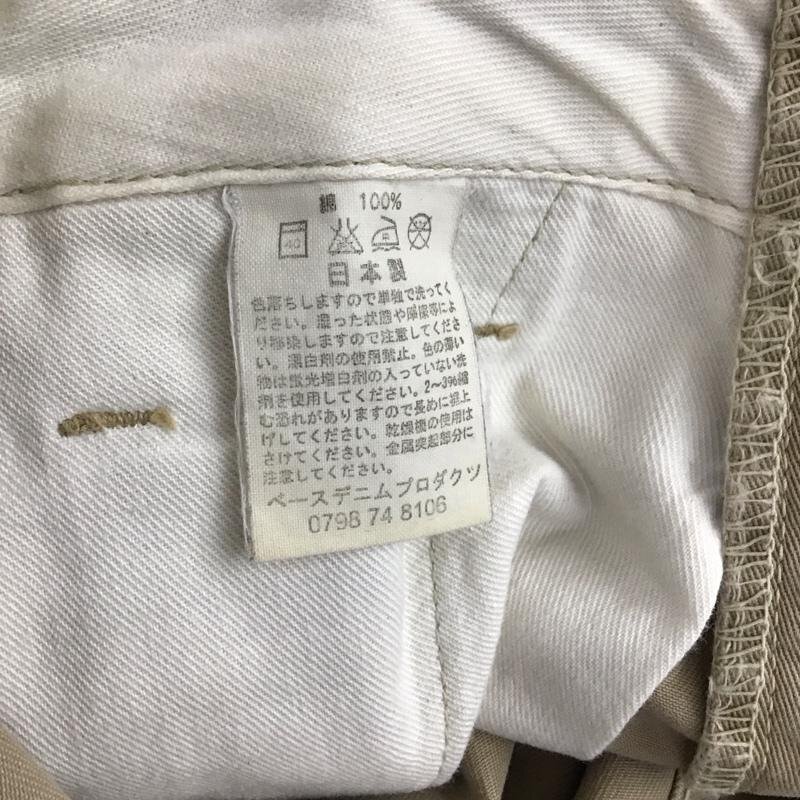 綿 100%
40
日本製
色落ちしますので単独で洗ってく
ださい。湿った状態や摩擦等によ
り移染しますので注意してくださ
い。漂白剤の使用禁止。色の薄い
物は蛍光増白剤の入っていない洗
剤を使用してください。2〜3%縮
む恐れがありますので長めに裾上
げしてください。乾燥機の使用は
さけてください。金属突起部分に
注意してください。
ベースデニムプロダクツ
0798 74 8106